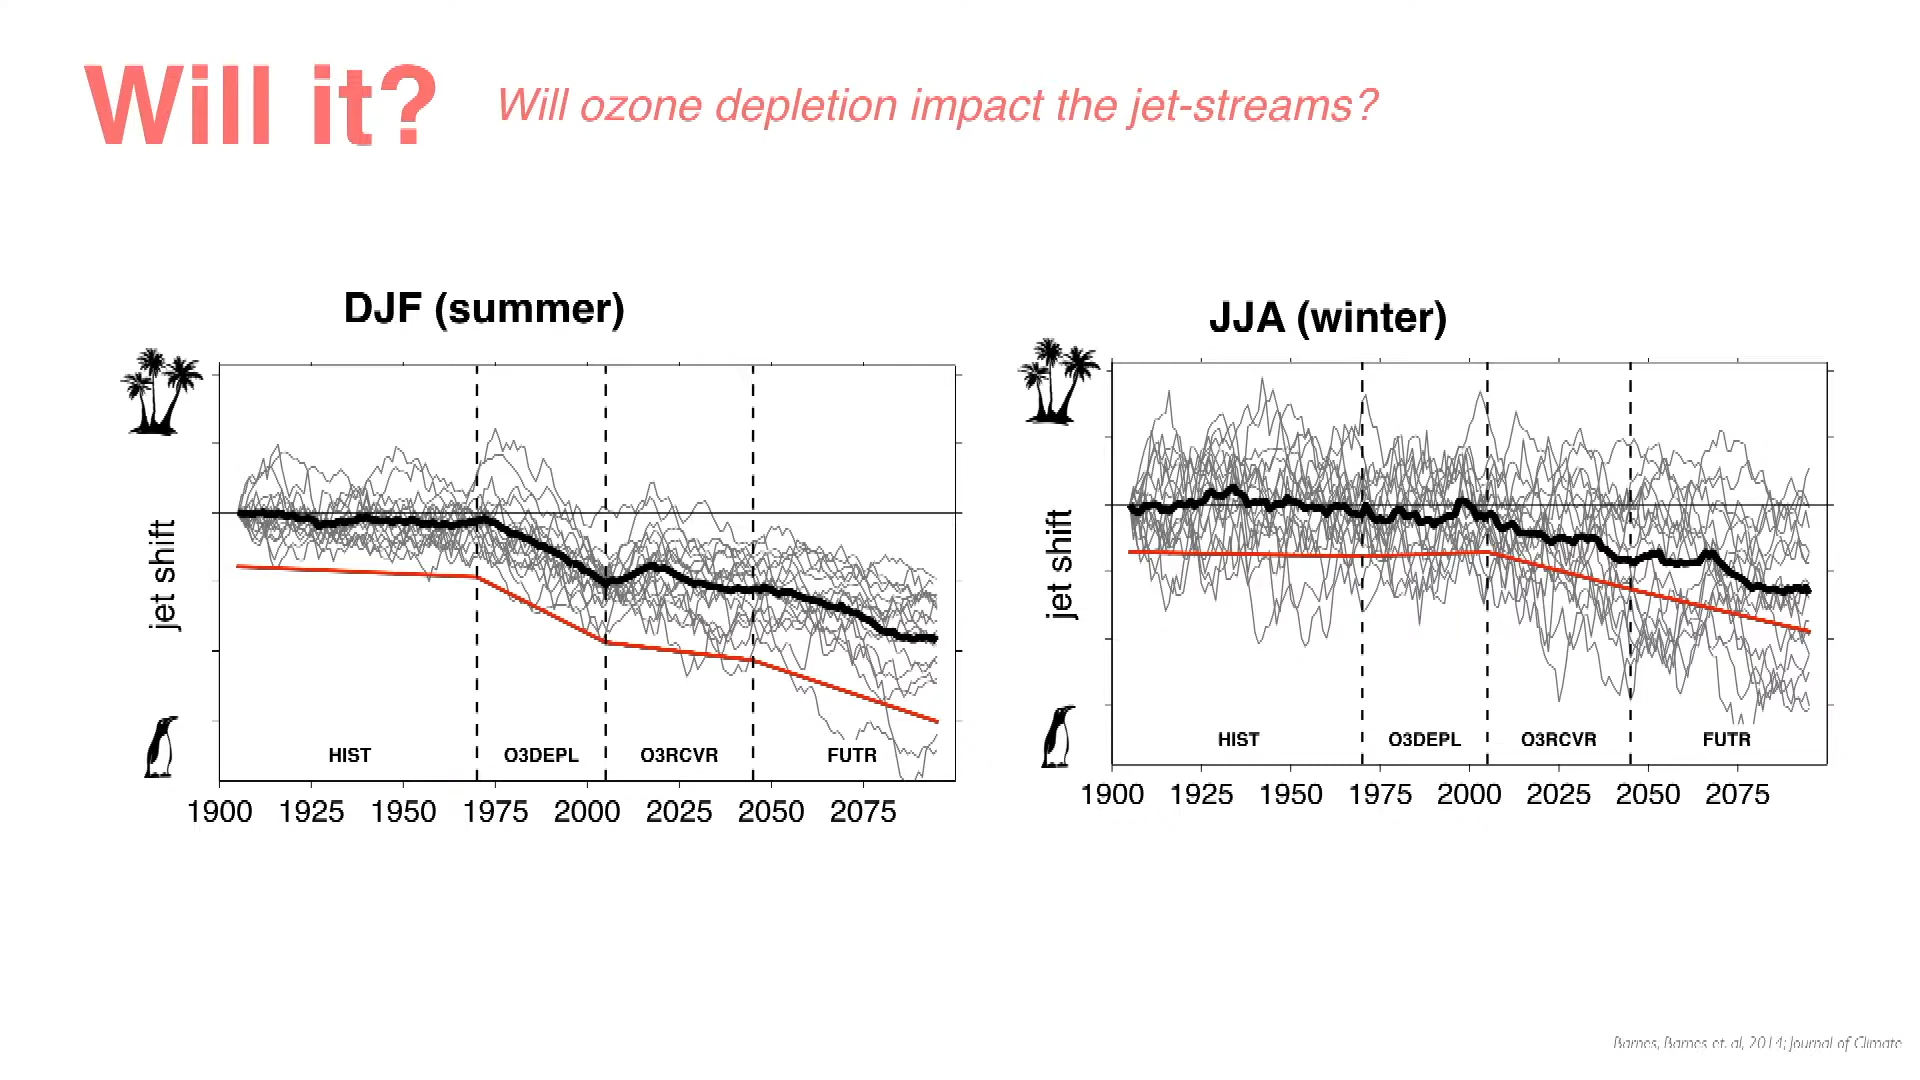 Will it?
Will ozone depletion impact the jet-streams?
DJF (summer)
jet shift
HIST
O3DEPL
O3RCVR
FUTR
1900 1925 1950 1975 2000 2025 2050 2075
JJA (winter)
jet shift
HIST
O3DEPL
O3RCVR
FUTR
1900 1925 1950 1975 2000 2025 2050 2075
Barnes, Barnes et. al, 2014; Journal of Climate